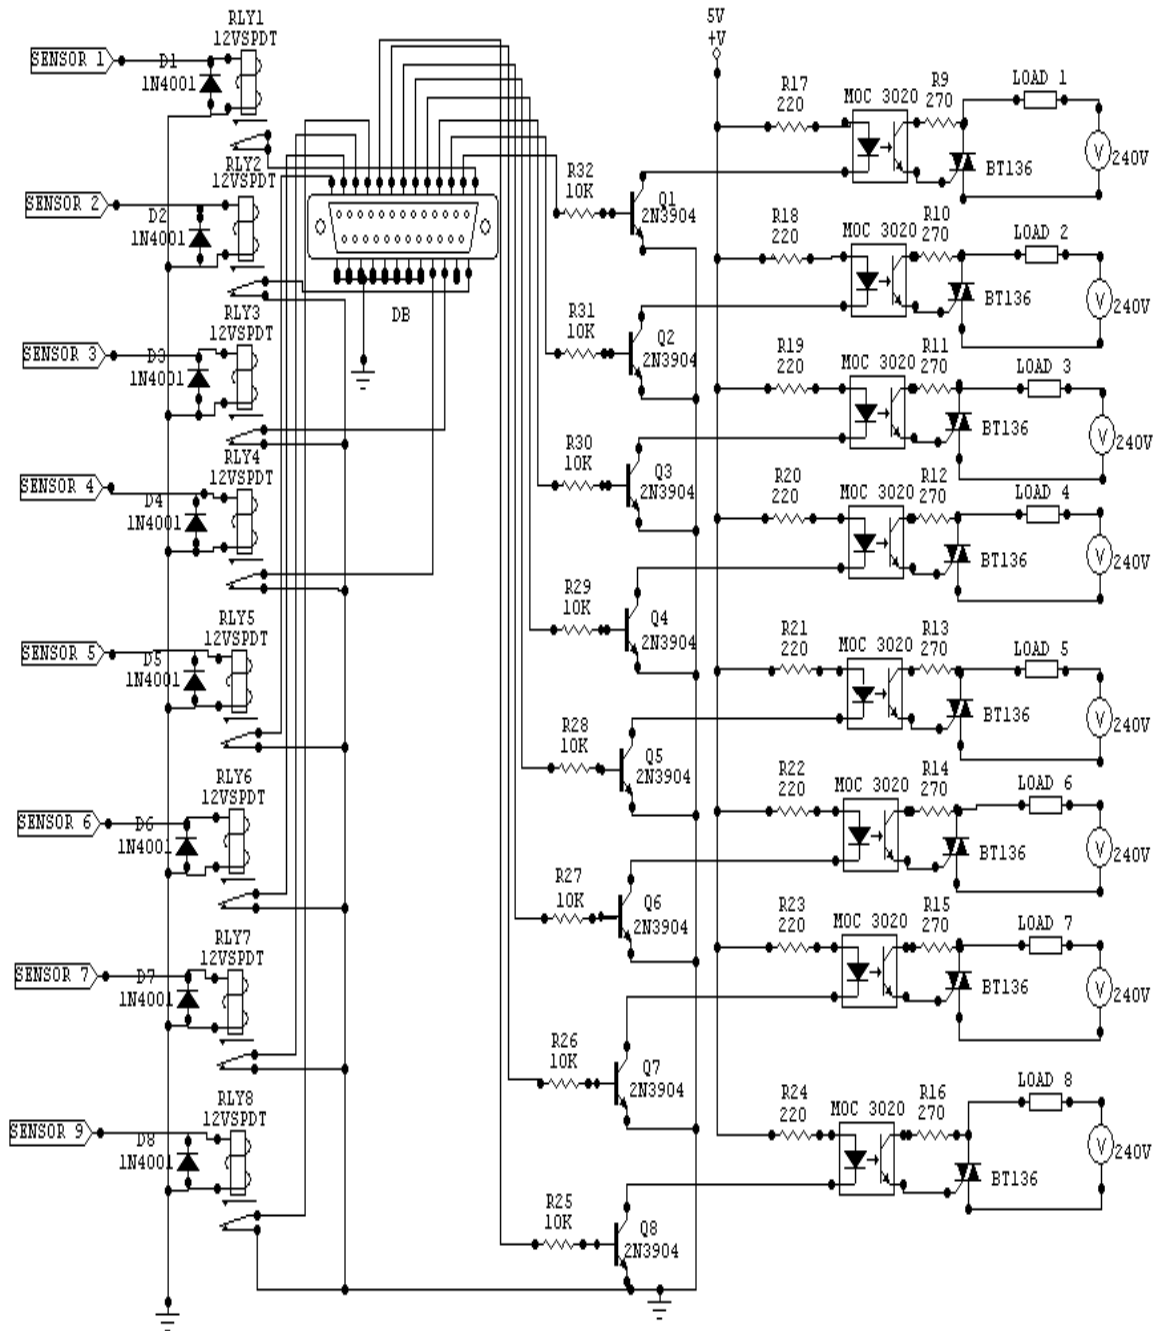 RLY1
12VSPDT
SENSOR 1
D1
1N4001
RLY2
12VSPDT
SENSOR 2
D2
1N4001
RLY3
12VSPDT
SENSOR 3
D3
1N4001
RLY4
12VSPDT
SENSOR 4
D4
1N4001
RLY5
12VSPDT
SENSOR 5
D5
1N4001
RLY6
12VSPDT
SENSOR 6
D6
1N4001
RLY7
12VSPDT
SENSOR 7
D7
1N4001
RLY8
12VSPDT
SENSOR 9
D8
1N4001
DB
R32
10K
Q1
2N3904
R31
10K
Q2
2N3904
R30
10K
Q3
2N3904
R29
10K
Q4
2N3904
R28
10K
Q5
2N3904
R27
10K
Q6
2N3904
R26
10K
Q7
2N3904
R25
10K
Q8
2N3904
5V
+V
R17
220
MOC 3020
R9
270
LOAD 1
BT136
V
240V
R18
220
MOC 3020
R10
270
LOAD 2
BT136
V
240V
R19
220
MOC 3020
R11
270
LOAD 3
BT136
V
240V
R20
220
MOC 3020
R12
270
LOAD 4
BT136
V
240V
R21
220
MOC 3020
R13
270
LOAD 5
BT136
V
240V
R22
220
MOC 3020
R14
270
LOAD 6
BT136
V
240V
R23
220
MOC 3020
R15
270
LOAD 7
BT136
V
240V
R24
220
MOC 3020
R16
270
LOAD 8
BT136
V
240V